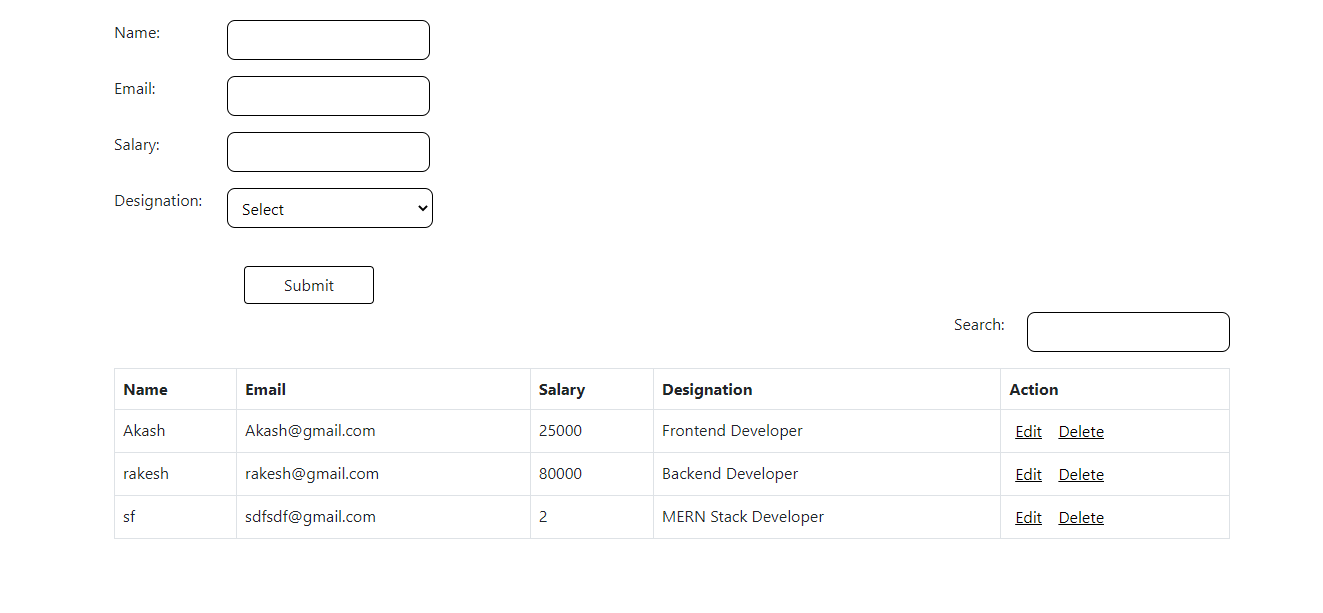 Name:
Email:
Salary:
Designation: Select
Submit
Search:
Name Email Salary Designation Action
Akash Akash@gmail.com 25000 Frontend Developer Edit Delete
rakesh rakesh@gmail.com 80000 Backend Developer Edit Delete
sf sdfsdf@gmail.com 2 MERN Stack Developer Edit Delete